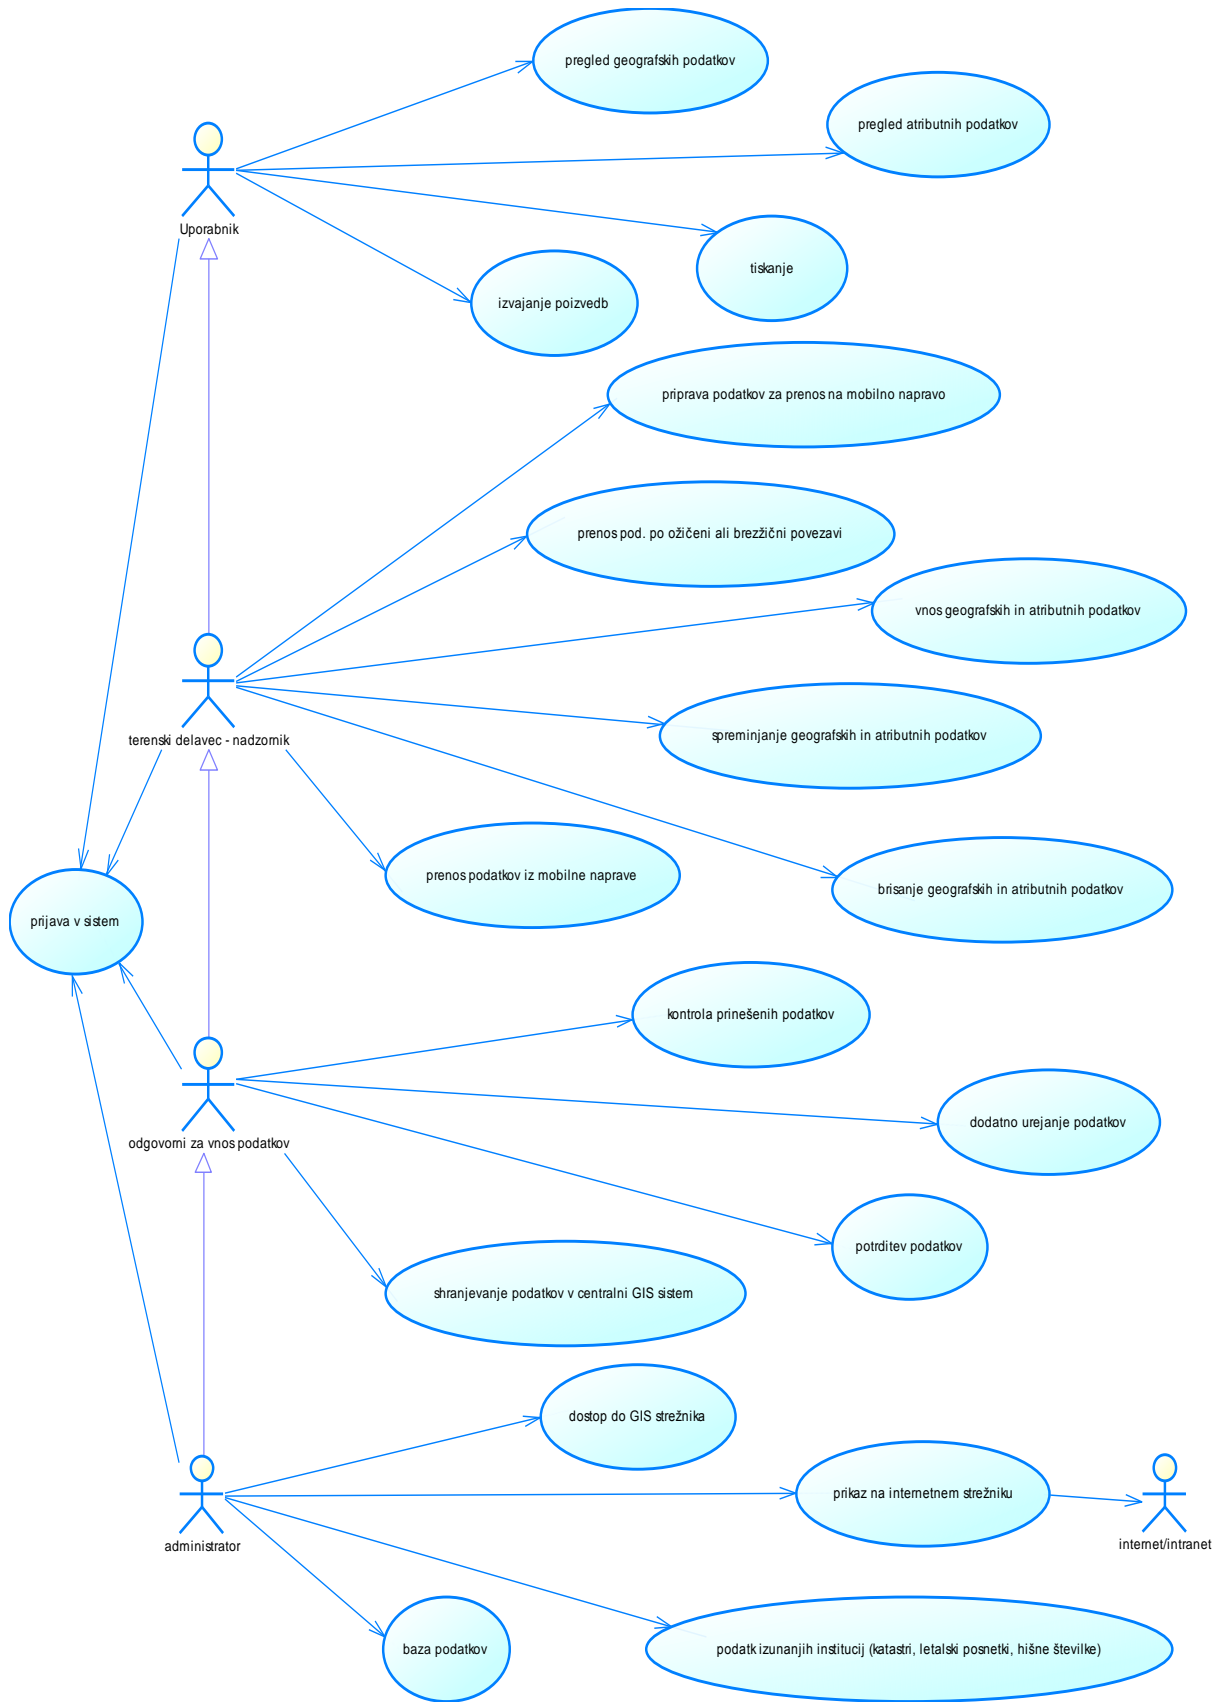 pregled geografskih podatkov
pregled atributnih podatkov
Uporabnik
tiskanje
izvajanje poizvedb
priprava podatkov za prenos na mobilno napravo
prenos pod. po ožičeni ali brezžični povezavi
vnos geografskih in atributnih podatkov
spreminjanje geografskih in atributnih podatkov
terenski delavec - nadzornik
prenos podatkov iz mobilne naprave
brisanje geografskih in atributnih podatkov
prijava v sistem
kontrola prinešenih podatkov
dodatno urejanje podatkov
odgovorni za vnos podatkov
potrditev podatkov
shranjevanje podatkov v centralni GIS sistem
dostop do GIS strežnika
prikaz na internetnem strežniku
administrator
internet/intranet
baza podatkov
podatk izunanjih institucij (katastri, letalski posnetki, hišne številke)